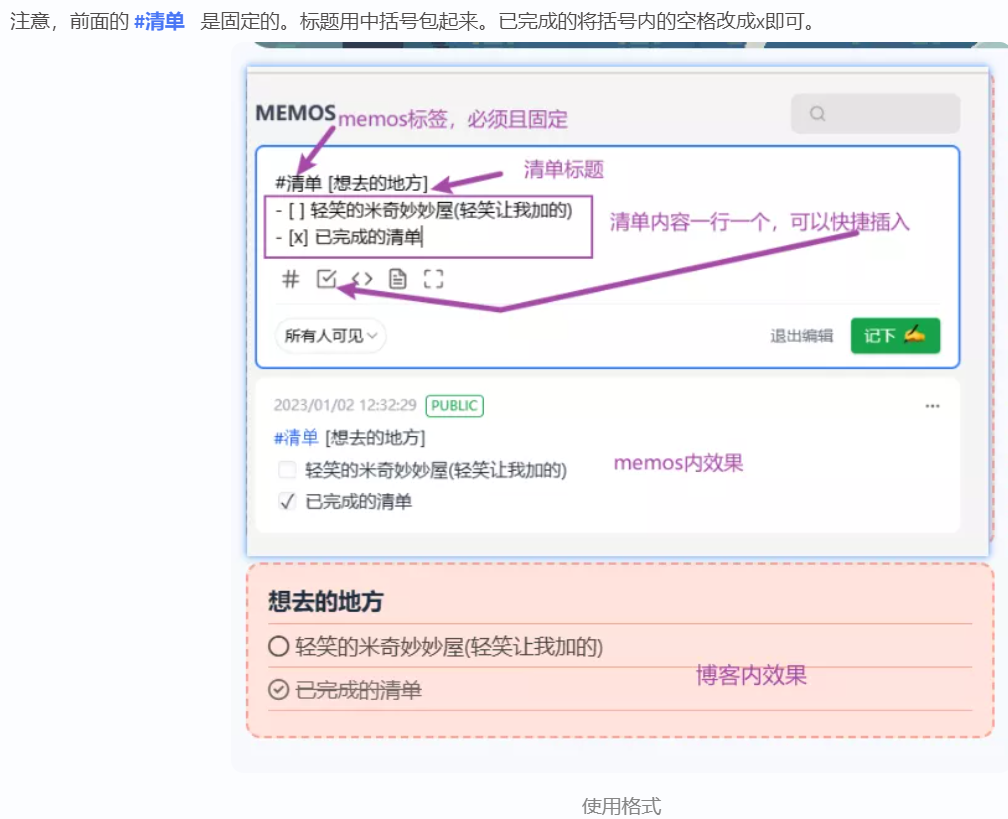 注意，前面的 #清单 是固定的。标题用中括号包起来。已完成的将括号内的空格改成x即可。
MEMOS
memos标签，必须且固定
清单标题
#清单 [想去的地方]
- [ ] 轻笑的米奇妙妙屋(轻笑让我加的)
- [x] 已完成的清单
清单内容一行一个，可以快捷插入
所有人可见
退出编辑
记下 ✍️
2023/01/02 12:32:29 PUBLIC
#清单 [想去的地方]
轻笑的米奇妙妙屋(轻笑让我加的)
已完成的清单
memos内效果
想去的地方
轻笑的米奇妙妙屋(轻笑让我加的)
已完成的清单
博客内效果
使用格式